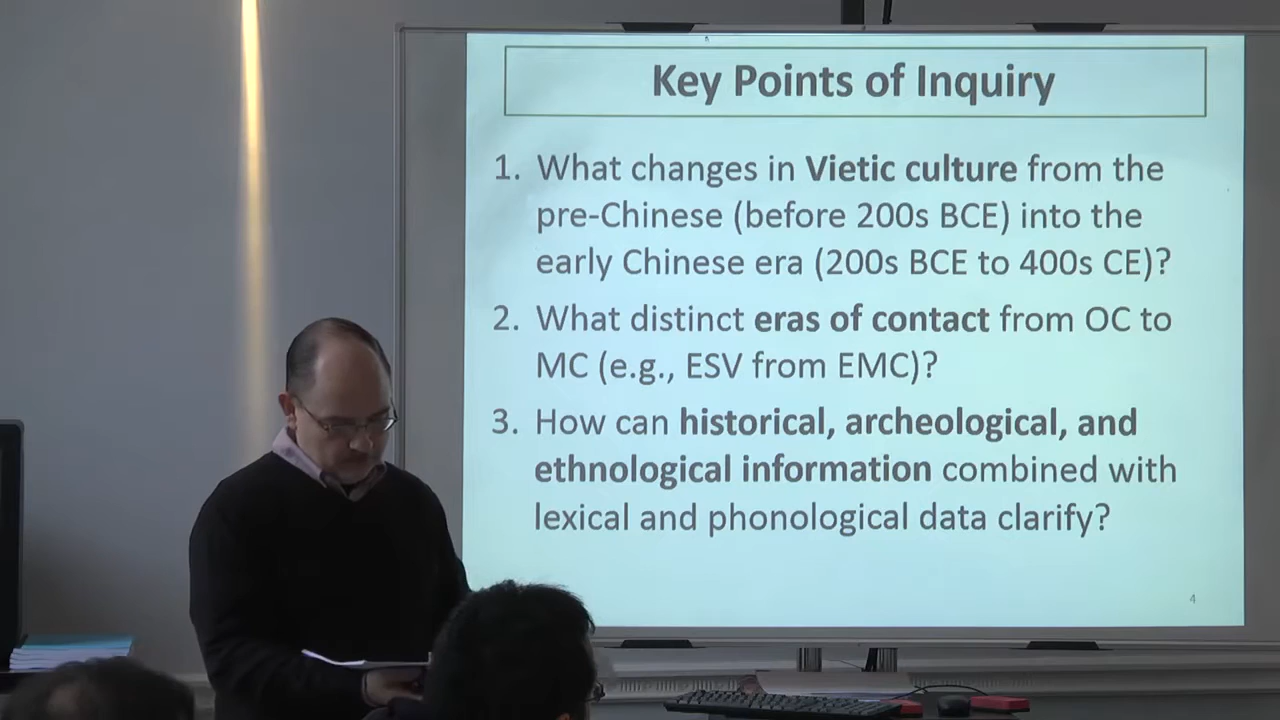 Key Points of Inquiry
1. What changes in Vietic culture from the
pre-Chinese (before 200s BCE) into the
early Chinese era (200s BCE to 400s CE)?
2. What distinct eras of contact from OC to
MC (e.g., ESV from EMC)?
3. How can historical, archeological, and
ethnological information combined with
lexical and phonological data clarify?
4